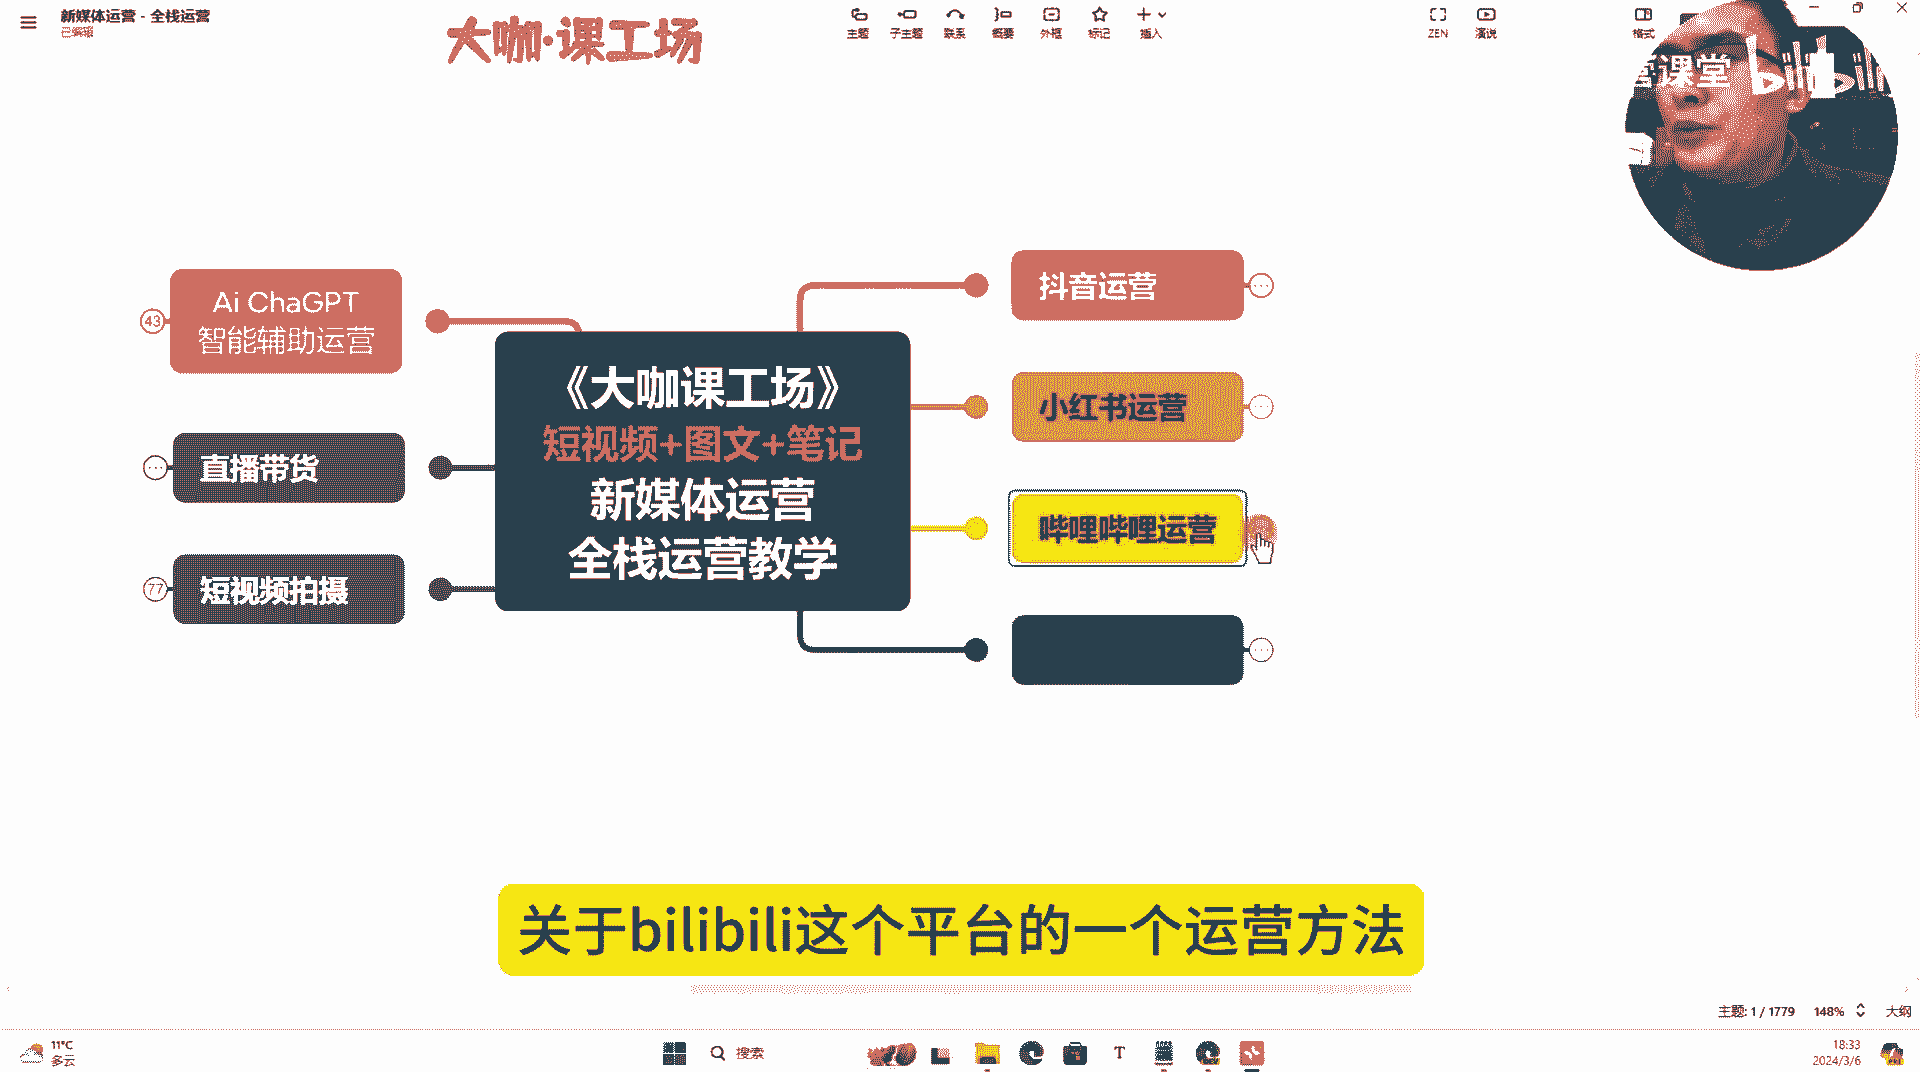 新媒体运营 - 全栈运营
已编辑
大咖·课工场
主题
子主题
联系
概要
外框
标记
插入
ZEN
演说
格式
课堂 bilibili
Ai ChaGPT
智能辅助运营
43
直播带货
短视频拍摄
77
《大咖课工场》
短视频+图文+笔记
新媒体运营
全栈运营教学
抖音运营
小红书运营
哔哩哔哩运营
关于bilibili这个平台的一个运营方法
主题: 1 / 1779
148%
大纲
11°C
多云
搜索
18:33
2024/3/6